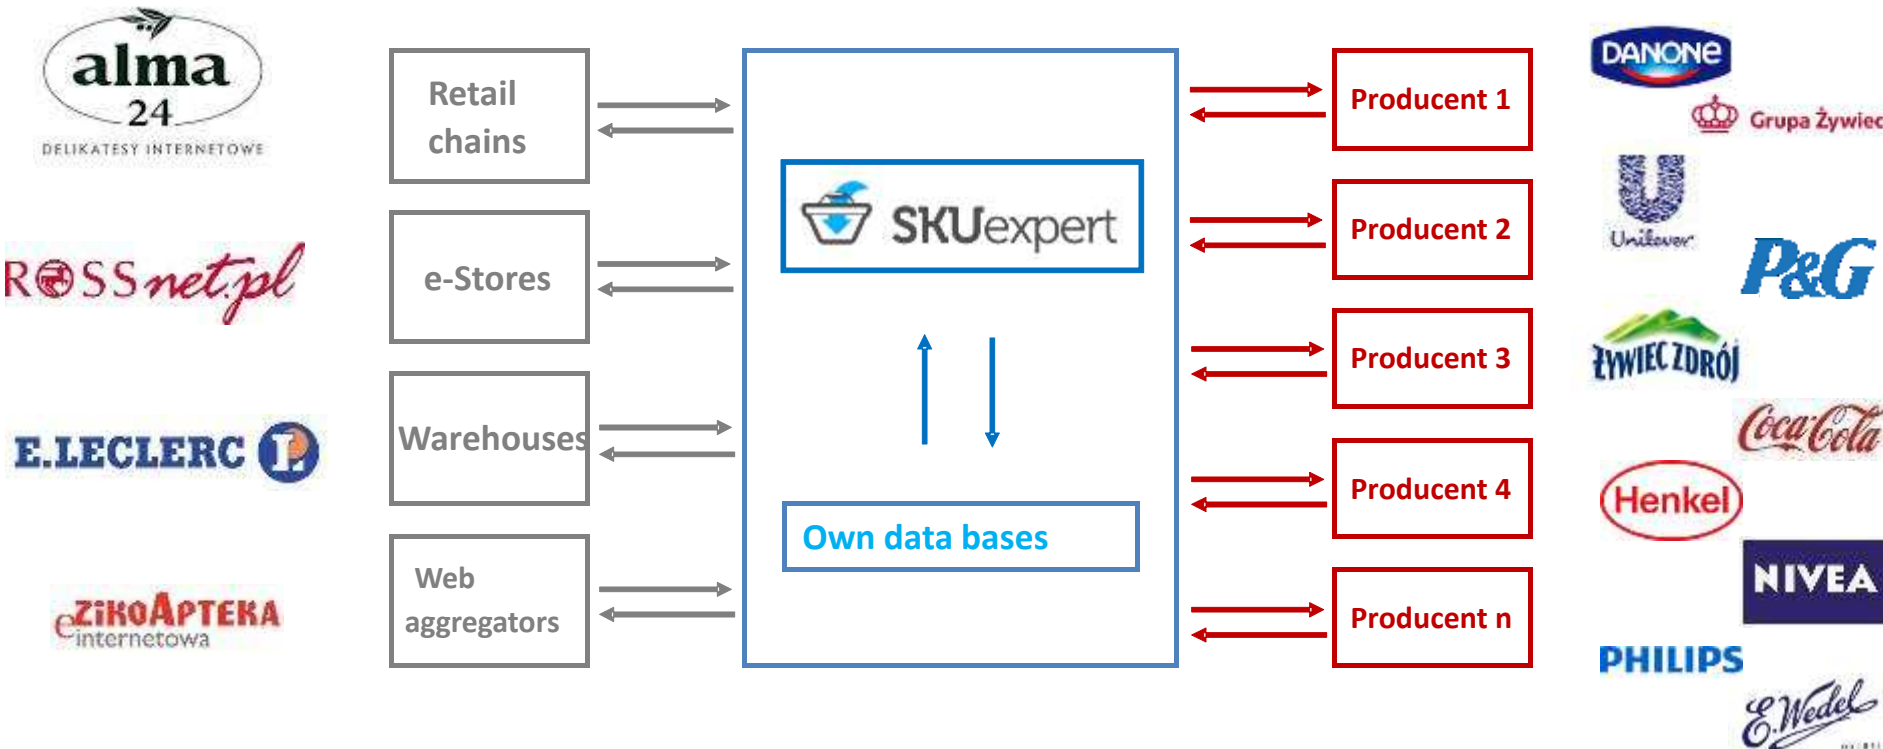 alma
24
DELIKATESY INTERNETOWE
ROSSnet.pl
E.LECLERC L
eZikoApteka
internetowa
Retail
chains
e-Stores
Warehouses
Web
aggregators
SKUexpert
Own data bases
Producent 1
Producent 2
Producent 3
Producent 4
Producent n
DANONE
Grupa Żywiec
U
Unilever
P&G
ŻYWIEC ZDRÓJ
Coca-Cola
Henkel
NIVEA
PHILIPS
E.Wedel